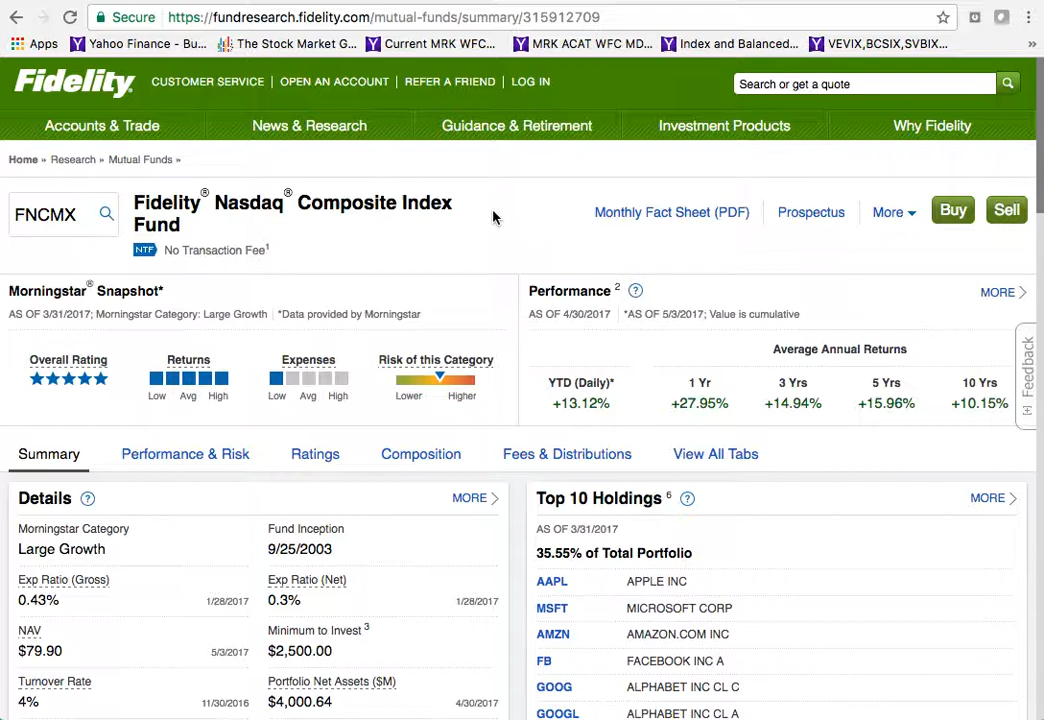 Secure
https://fundresearch.fidelity.com/mutual-funds/summary/315912709
Apps
Yahoo Finance - Bu...
The Stock Market G...
Current MRK WFC...
MRK ACAT WFC MD...
Index and Balanced...
VEVIX,BCSIX,SVBIX...
»
Fidelity
CUSTOMER SERVICE | OPEN AN ACCOUNT | REFER A FRIEND | LOG IN
Search or get a quote
Accounts & Trade
News & Research
Guidance & Retirement
Investment Products
Why Fidelity
Home » Research » Mutual Funds »
FNCMX
Fidelity® Nasdaq® Composite Index
Fund
NTF No Transaction Fee1
Monthly Fact Sheet (PDF)
Prospectus
More
Buy
Sell
Morningstar® Snapshot*
AS OF 3/31/2017; Morningstar Category: Large Growth | *Data provided by Morningstar
Overall Rating
Returns
Low Avg High
Expenses
Low Avg High
Risk of this Category
Lower Higher
Performance 2 ?
MORE
AS OF 4/30/2017 | *AS OF 5/3/2017; Value is cumulative
Average Annual Returns
YTD (Daily)* 1 Yr 3 Yrs 5 Yrs 10 Yrs
+13.12% +27.95% +14.94% +15.96% +10.15%
Feedback
Summary
Performance & Risk
Ratings
Composition
Fees & Distributions
View All Tabs
Details ?
MORE
Morningstar Category
Large Growth
Fund Inception
9/25/2003
Exp Ratio (Gross)
0.43% 1/28/2017
Exp Ratio (Net)
0.3% 1/28/2017
NAV
$79.90 5/3/2017
Minimum to Invest 3
$2,500.00
Turnover Rate
4% 11/30/2016
Portfolio Net Assets ($M)
$4,000.64 4/30/2017
Top 10 Holdings 6 ?
MORE
AS OF 3/31/2017
35.55% of Total Portfolio
AAPL APPLE INC
MSFT MICROSOFT CORP
AMZN AMAZON.COM INC
FB FACEBOOK INC A
GOOG ALPHABET INC CL C
GOOGL ALPHABET INC CL A